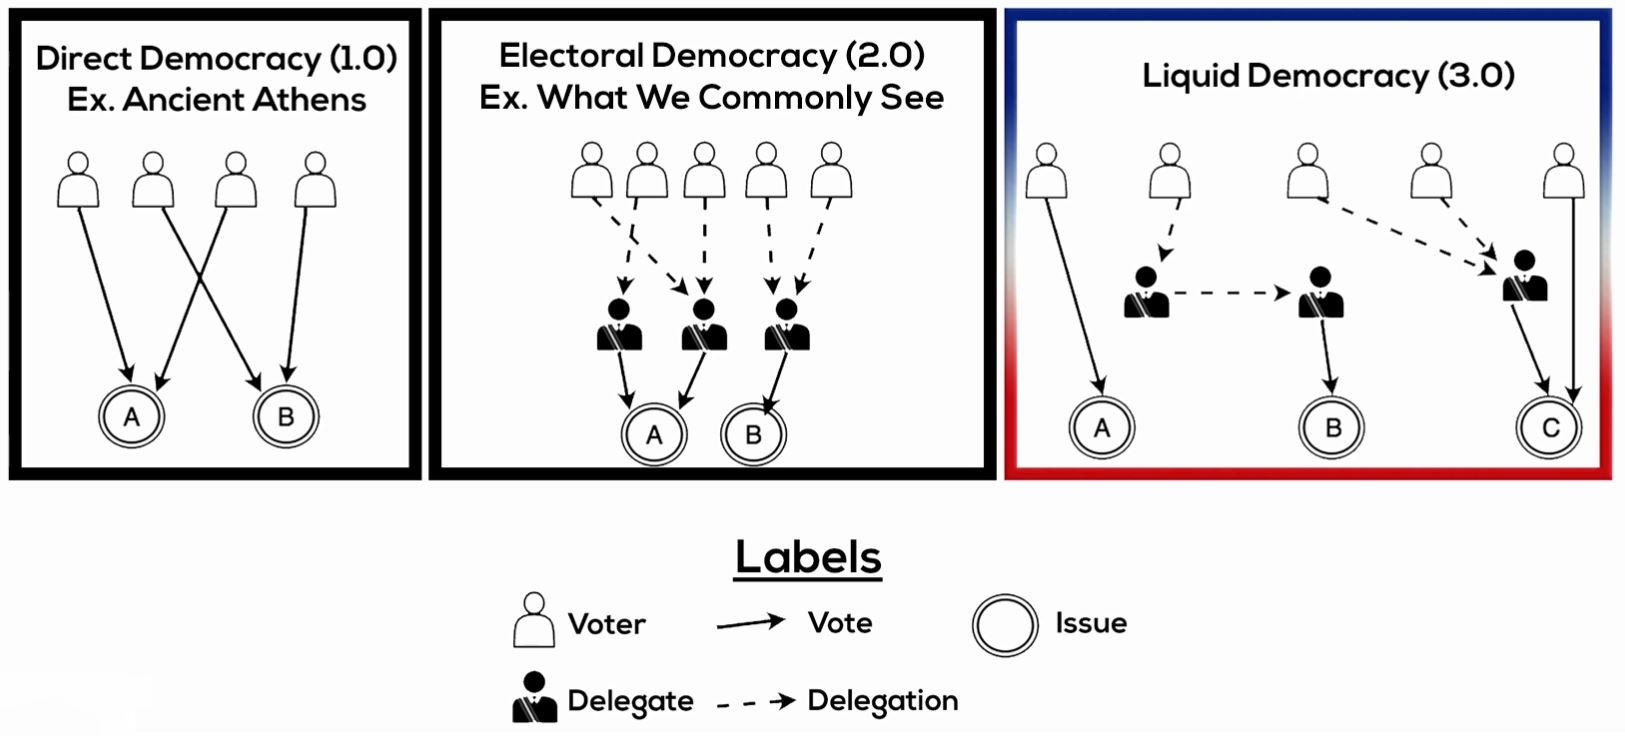 Direct Democracy (1.0)
Ex. Ancient Athens
A
B
Electoral Democracy (2.0)
Ex. What We Commonly See
A
B
Liquid Democracy (3.0)
A
B
C
Labels
Voter
Vote
Issue
Delegate
Delegation